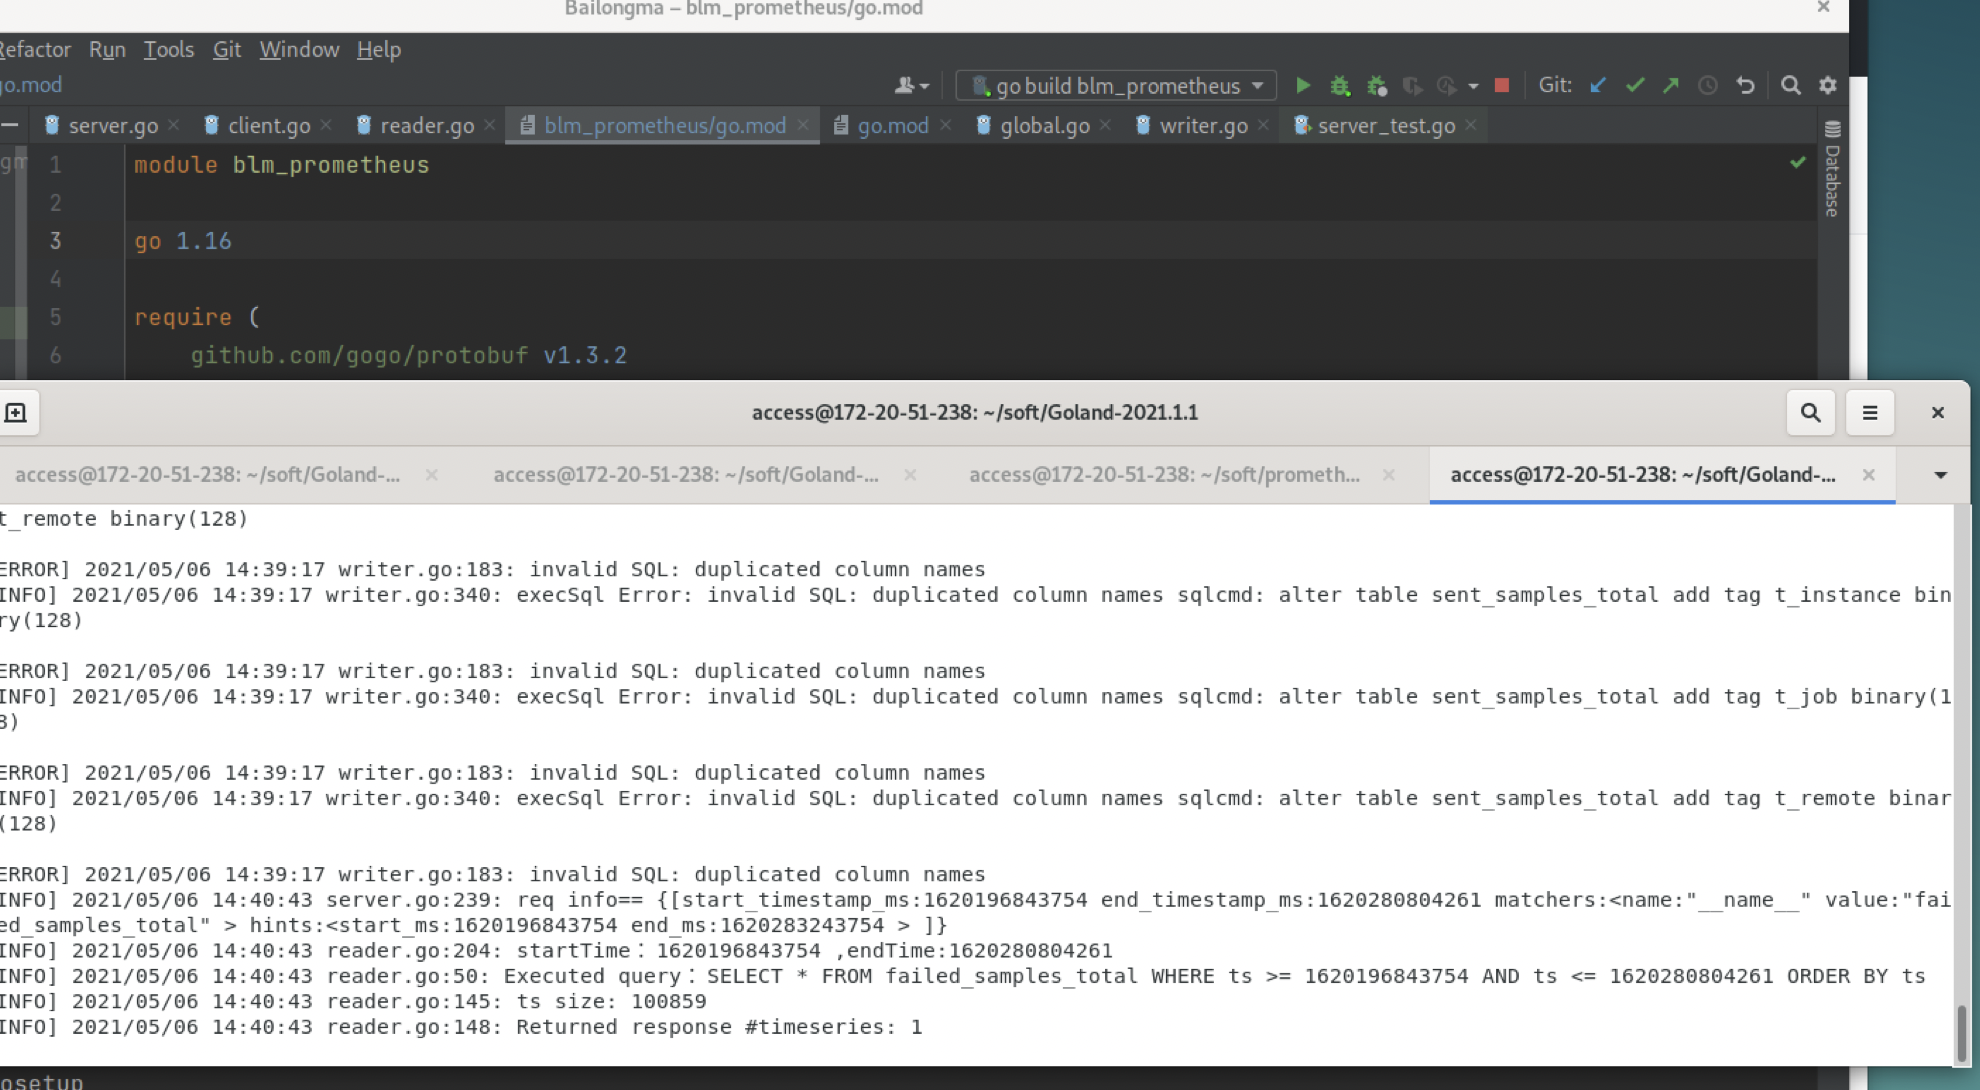 Bailongma – blm_prometheus/go.mod
Refactor Run Tools Git Window Help
go.mod
go build blm_prometheus
Git:
server.go client.go reader.go blm_prometheus/go.mod go.mod global.go writer.go server_test.go
Database
gm
1 module blm_prometheus
2
3 go 1.16
4
5 require (
6 github.com/gogo/protobuf v1.3.2
access@172-20-51-238: ~/soft/Goland-2021.1.1
access@172-20-51-238: ~/soft/Goland-... access@172-20-51-238: ~/soft/Goland-... access@172-20-51-238: ~/soft/prometh... access@172-20-51-238: ~/soft/Goland-...
t_remote binary(128)
ERROR] 2021/05/06 14:39:17 writer.go:183: invalid SQL: duplicated column names
INFO] 2021/05/06 14:39:17 writer.go:340: execSql Error: invalid SQL: duplicated column names sqlcmd: alter table sent_samples_total add tag t_instance bin
ry(128)
ERROR] 2021/05/06 14:39:17 writer.go:183: invalid SQL: duplicated column names
INFO] 2021/05/06 14:39:17 writer.go:340: execSql Error: invalid SQL: duplicated column names sqlcmd: alter table sent_samples_total add tag t_job binary(1
8)
ERROR] 2021/05/06 14:39:17 writer.go:183: invalid SQL: duplicated column names
INFO] 2021/05/06 14:39:17 writer.go:340: execSql Error: invalid SQL: duplicated column names sqlcmd: alter table sent_samples_total add tag t_remote binar
(128)
ERROR] 2021/05/06 14:39:17 writer.go:183: invalid SQL: duplicated column names
INFO] 2021/05/06 14:40:43 server.go:239: req info== {[start_timestamp_ms:1620196843754 end_timestamp_ms:1620280804261 matchers:<name:"__name__" value:"fai
ed_samples_total" > hints:<start_ms:1620196843754 end_ms:1620283243754 > ]}
INFO] 2021/05/06 14:40:43 reader.go:204: startTime：1620196843754 ,endTime:1620280804261
INFO] 2021/05/06 14:40:43 reader.go:50: Executed query：SELECT * FROM failed_samples_total WHERE ts >= 1620196843754 AND ts <= 1620280804261 ORDER BY ts
INFO] 2021/05/06 14:40:43 reader.go:145: ts size: 100859
INFO] 2021/05/06 14:40:43 reader.go:148: Returned response #timeseries: 1
osetup